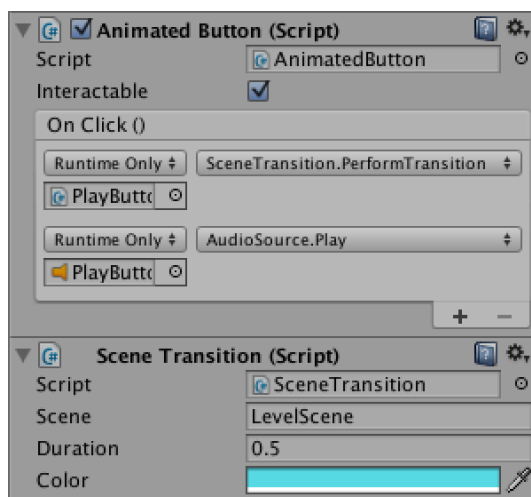 Animated Button (Script)
Script AnimatedButton
Interactable
On Click ()
Runtime Only SceneTransition.PerformTransition
PlayButto
Runtime Only AudioSource.Play
PlayButto
+ −
Scene Transition (Script)
Script SceneTransition
Scene LevelScene
Duration 0.5
Color